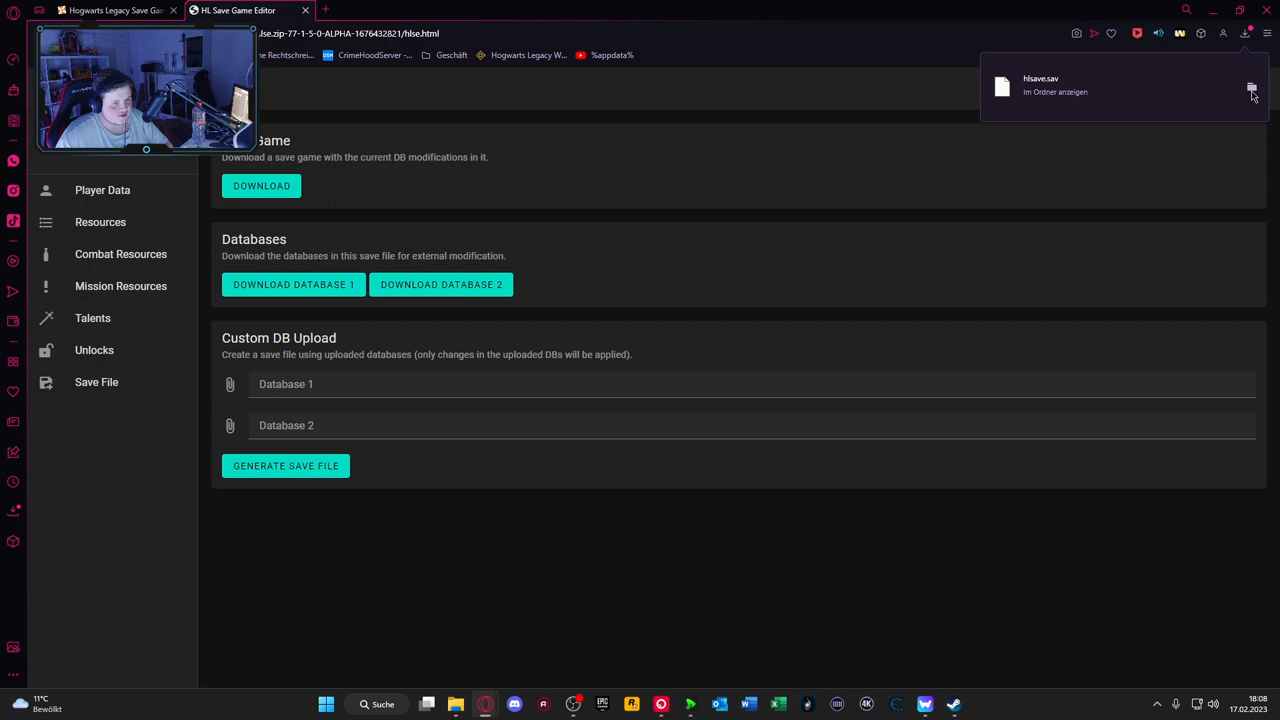 Hogwarts Legacy Save Gam
HL Save Game Editor
lse.zip-77-1-5-0-ALPHA-1676432821/hlse.html
ne Rechtschrei...
DSM
CrimeHoodServer -...
Geschäft
Hogwarts Legacy W...
%appdata%
hlsave.sav
Im Ordner anzeigen
Game
Download a save game with the current DB modifications in it.
DOWNLOAD
Player Data
Resources
Combat Resources
Mission Resources
Talents
Unlocks
Save File
Databases
Download the databases in this save file for external modification.
DOWNLOAD DATABASE 1
DOWNLOAD DATABASE 2
Custom DB Upload
Create a save file using uploaded databases (only changes in the uploaded DBs will be applied).
Database 1
Database 2
GENERATE SAVE FILE
11°C
Bewölkt
Suche
EPIC
4K
18:08
17.02.2023